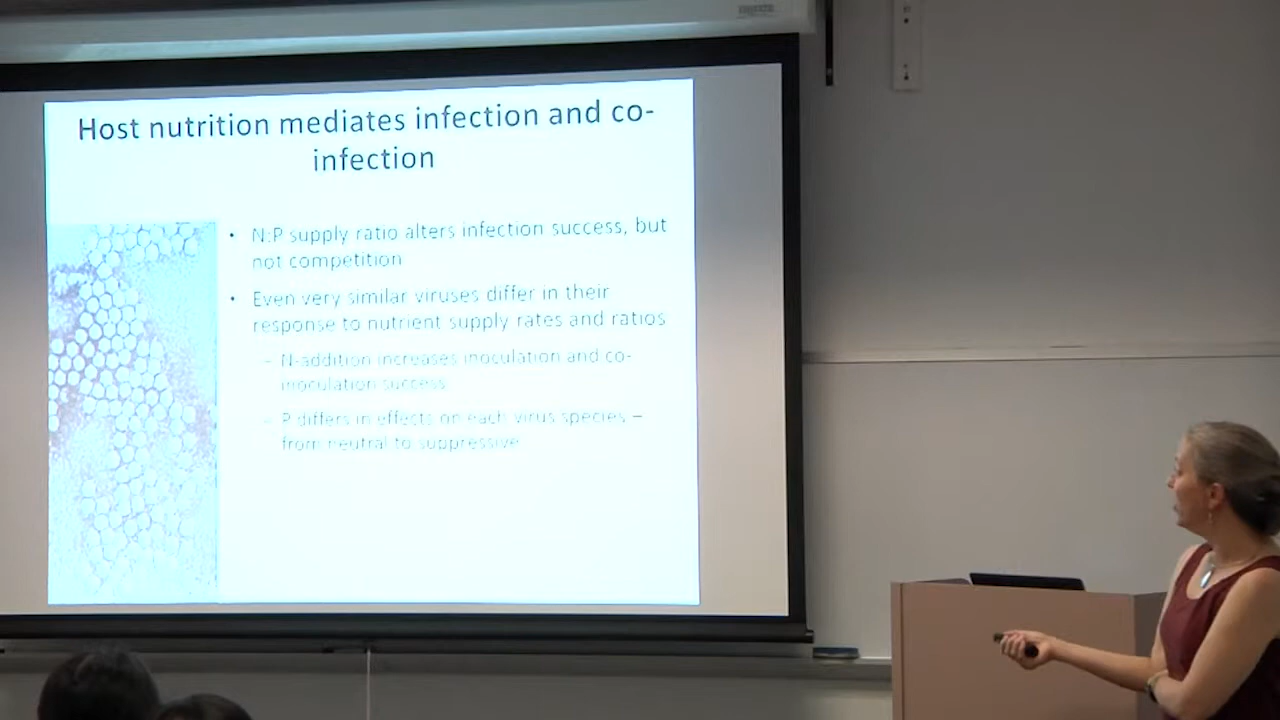 Host nutrition mediates infection and co-
infection
• N:P supply ratio alters infection success, but
not competition
• Even very similar viruses differ in their
response to nutrient supply rates and ratios
– N-addition increases inoculation and co-
inoculation success
– P differs in effects on each virus species –
from neutral to suppressive